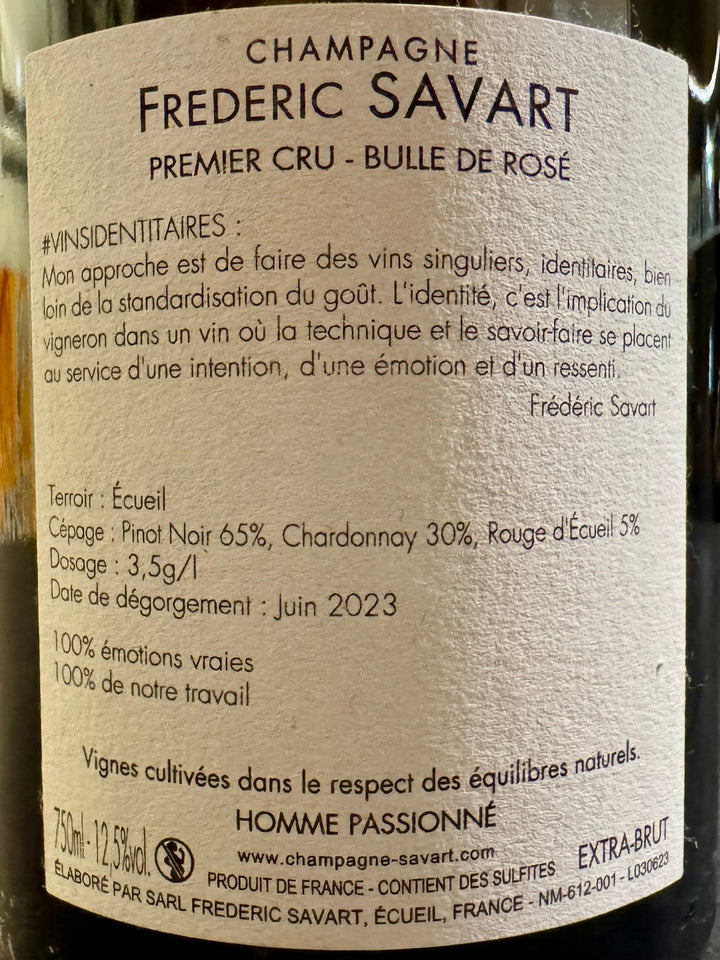 CHAMPAGNE
FREDERIC SAVART
PREMIER CRU - BULLE DE ROSÉ
#VINSIDENTITAIRES :
Mon approche est de faire des vins singuliers, identitaires, bien
loin de la standardisation du goût. L'identité, c'est l'implication du
vigneron dans un vin où la technique et le savoir-faire se placent
au service d'une intention, d'une émotion et d'un ressenti.
Frédéric Savart
Terroir : Écueil
Cépage : Pinot Noir 65%, Chardonnay 30%, Rouge d'Écueil 5%
Dosage : 3,5g/l
Date de dégorgement : Juin 2023
100% émotions vraies
100% de notre travail
Vignes cultivées dans le respect des équilibres naturels.
HOMME PASSIONNÉ
750ml - 12,5%vol.
www.champagne-savart.com
EXTRA-BRUT
PRODUIT DE FRANCE - CONTIENT DES SULFITES
ÉLABORÉ PAR SARL FREDERIC SAVART, ÉCUEIL, FRANCE - NM-612-001 - L030623